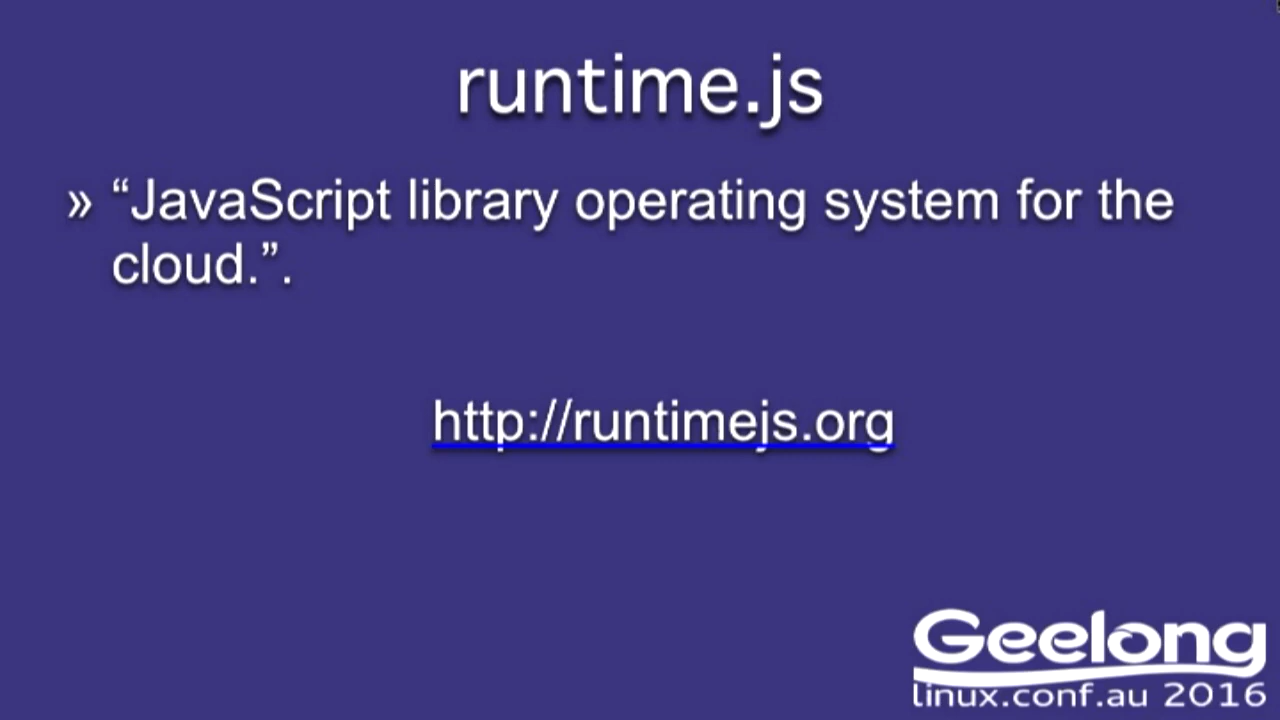 runtime.js
» “JavaScript library operating system for the
cloud.”.
http://runtimejs.org
Geelong
linux.conf.au 2016